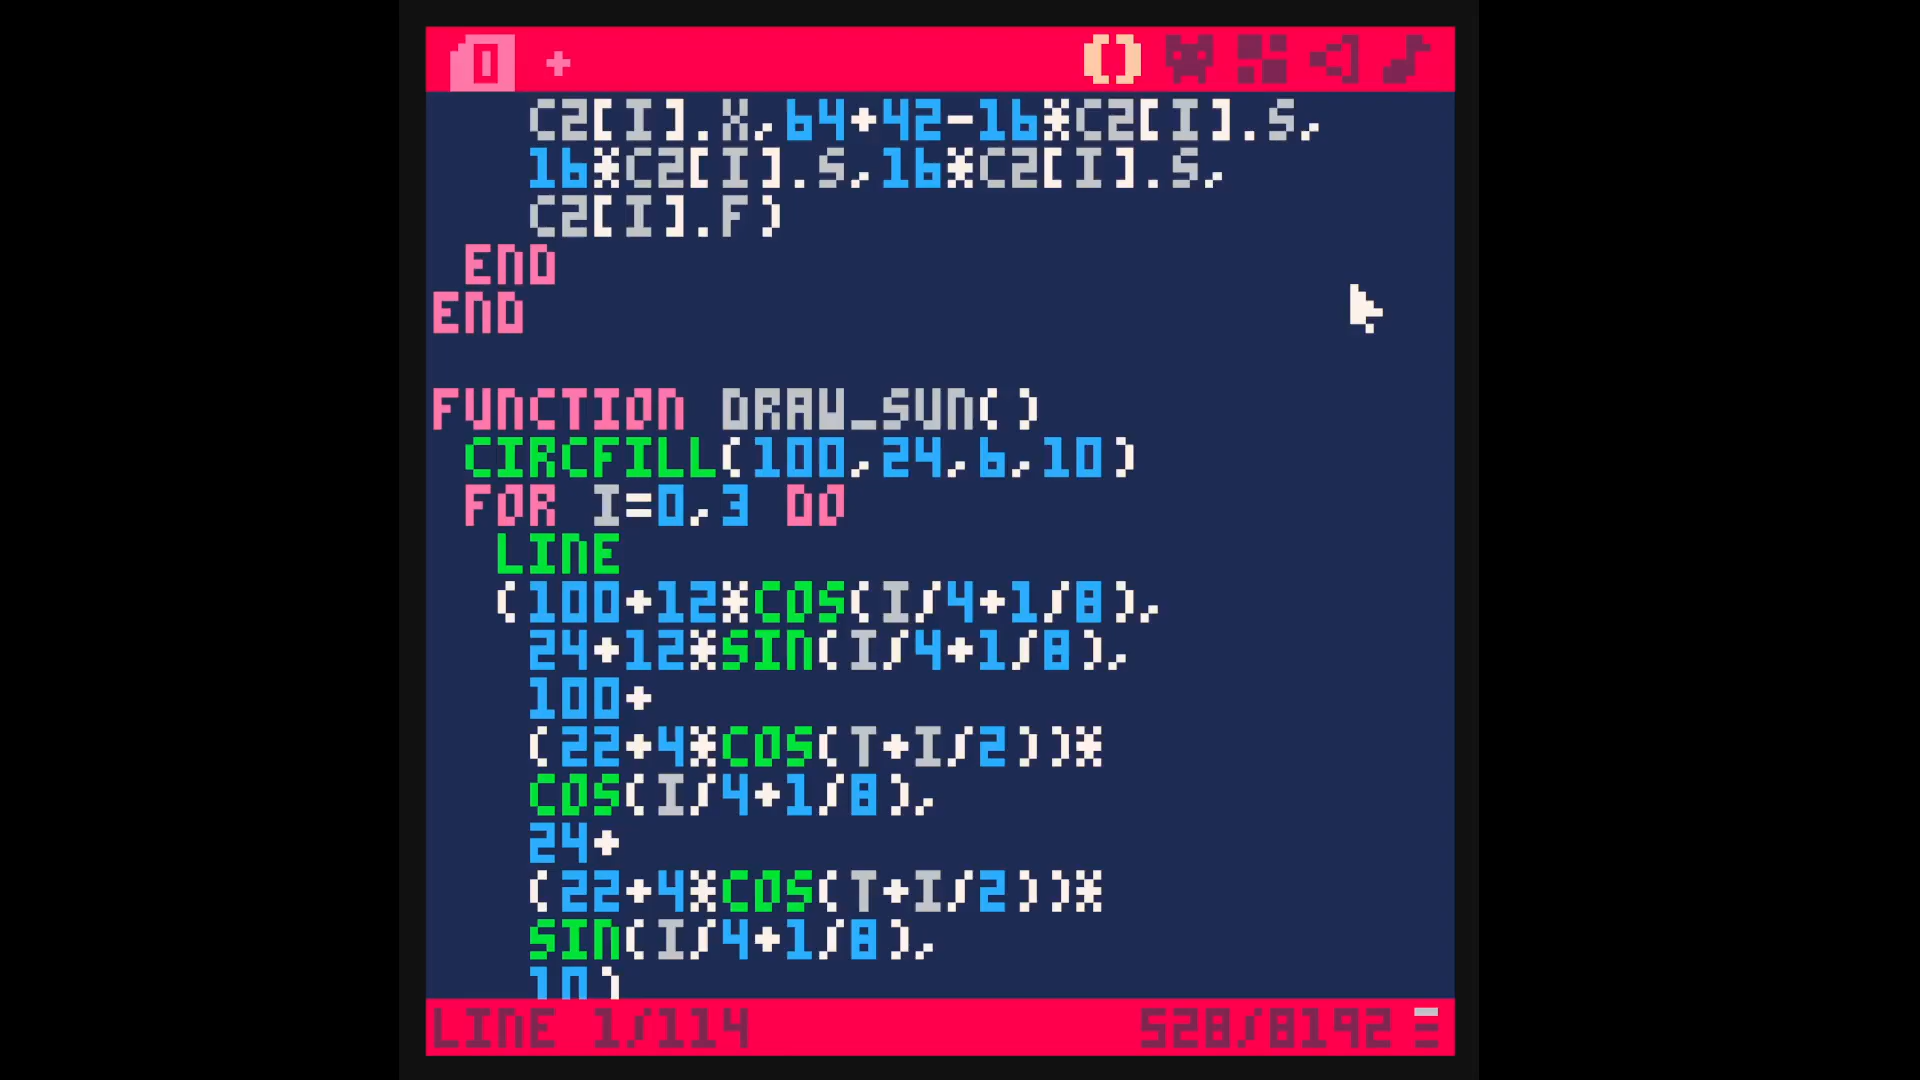 0 +
C2[I].X,64+42-16*C2[I].S,
16*C2[I].S,16*C2[I].S,
C2[I].F)
END
END
FUNCTION DRAW_SUN()
CIRCFILL(100,24,6,10)
FOR I=0,3 DO
LINE
(100+12*COS(I/4+1/8),
24+12*SIN(I/4+1/8),
100+
(22+4*COS(T+I/2))*
COS(I/4+1/8),
24+
(22+4*COS(T+I/2))*
SIN(I/4+1/8),
10)
LINE 1/114 528/8192